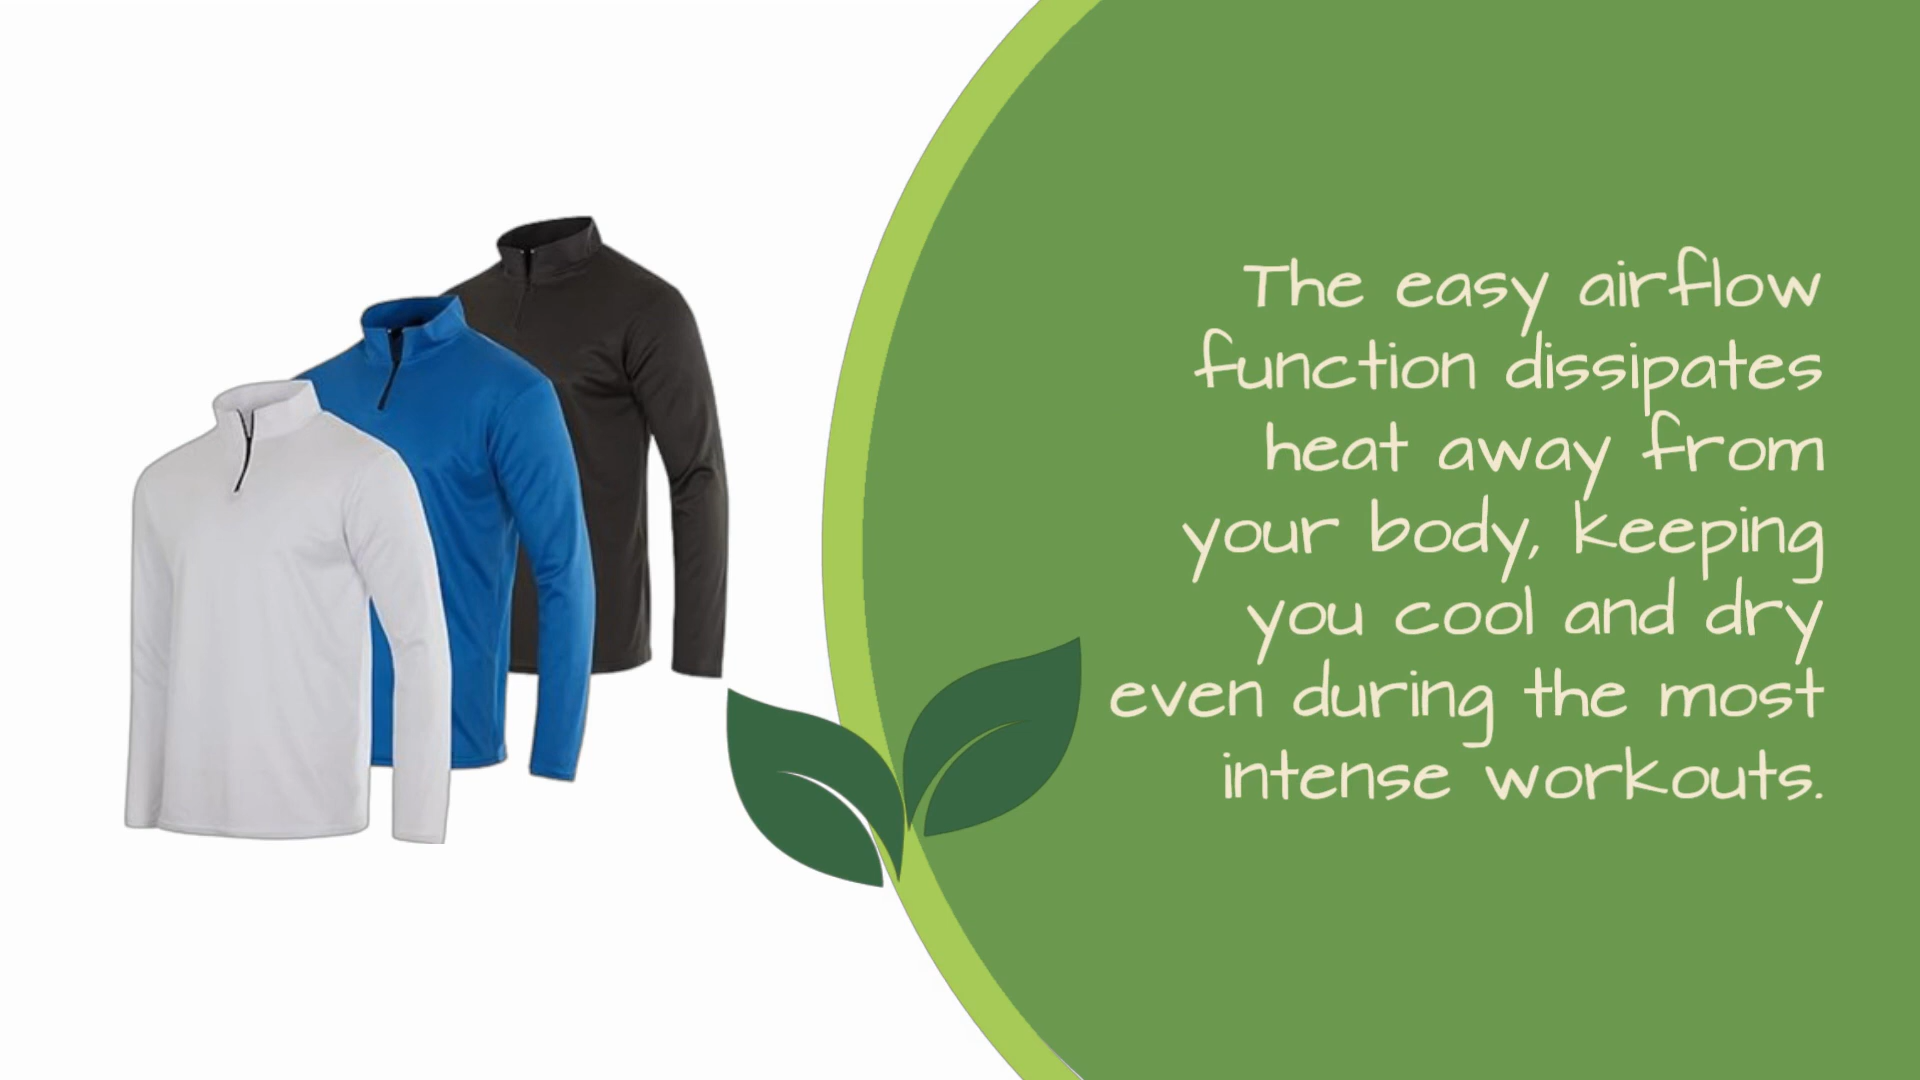 The easy airflow
function dissipates
heat away from
your body, keeping
you cool and dry
even during the most
intense workouts.